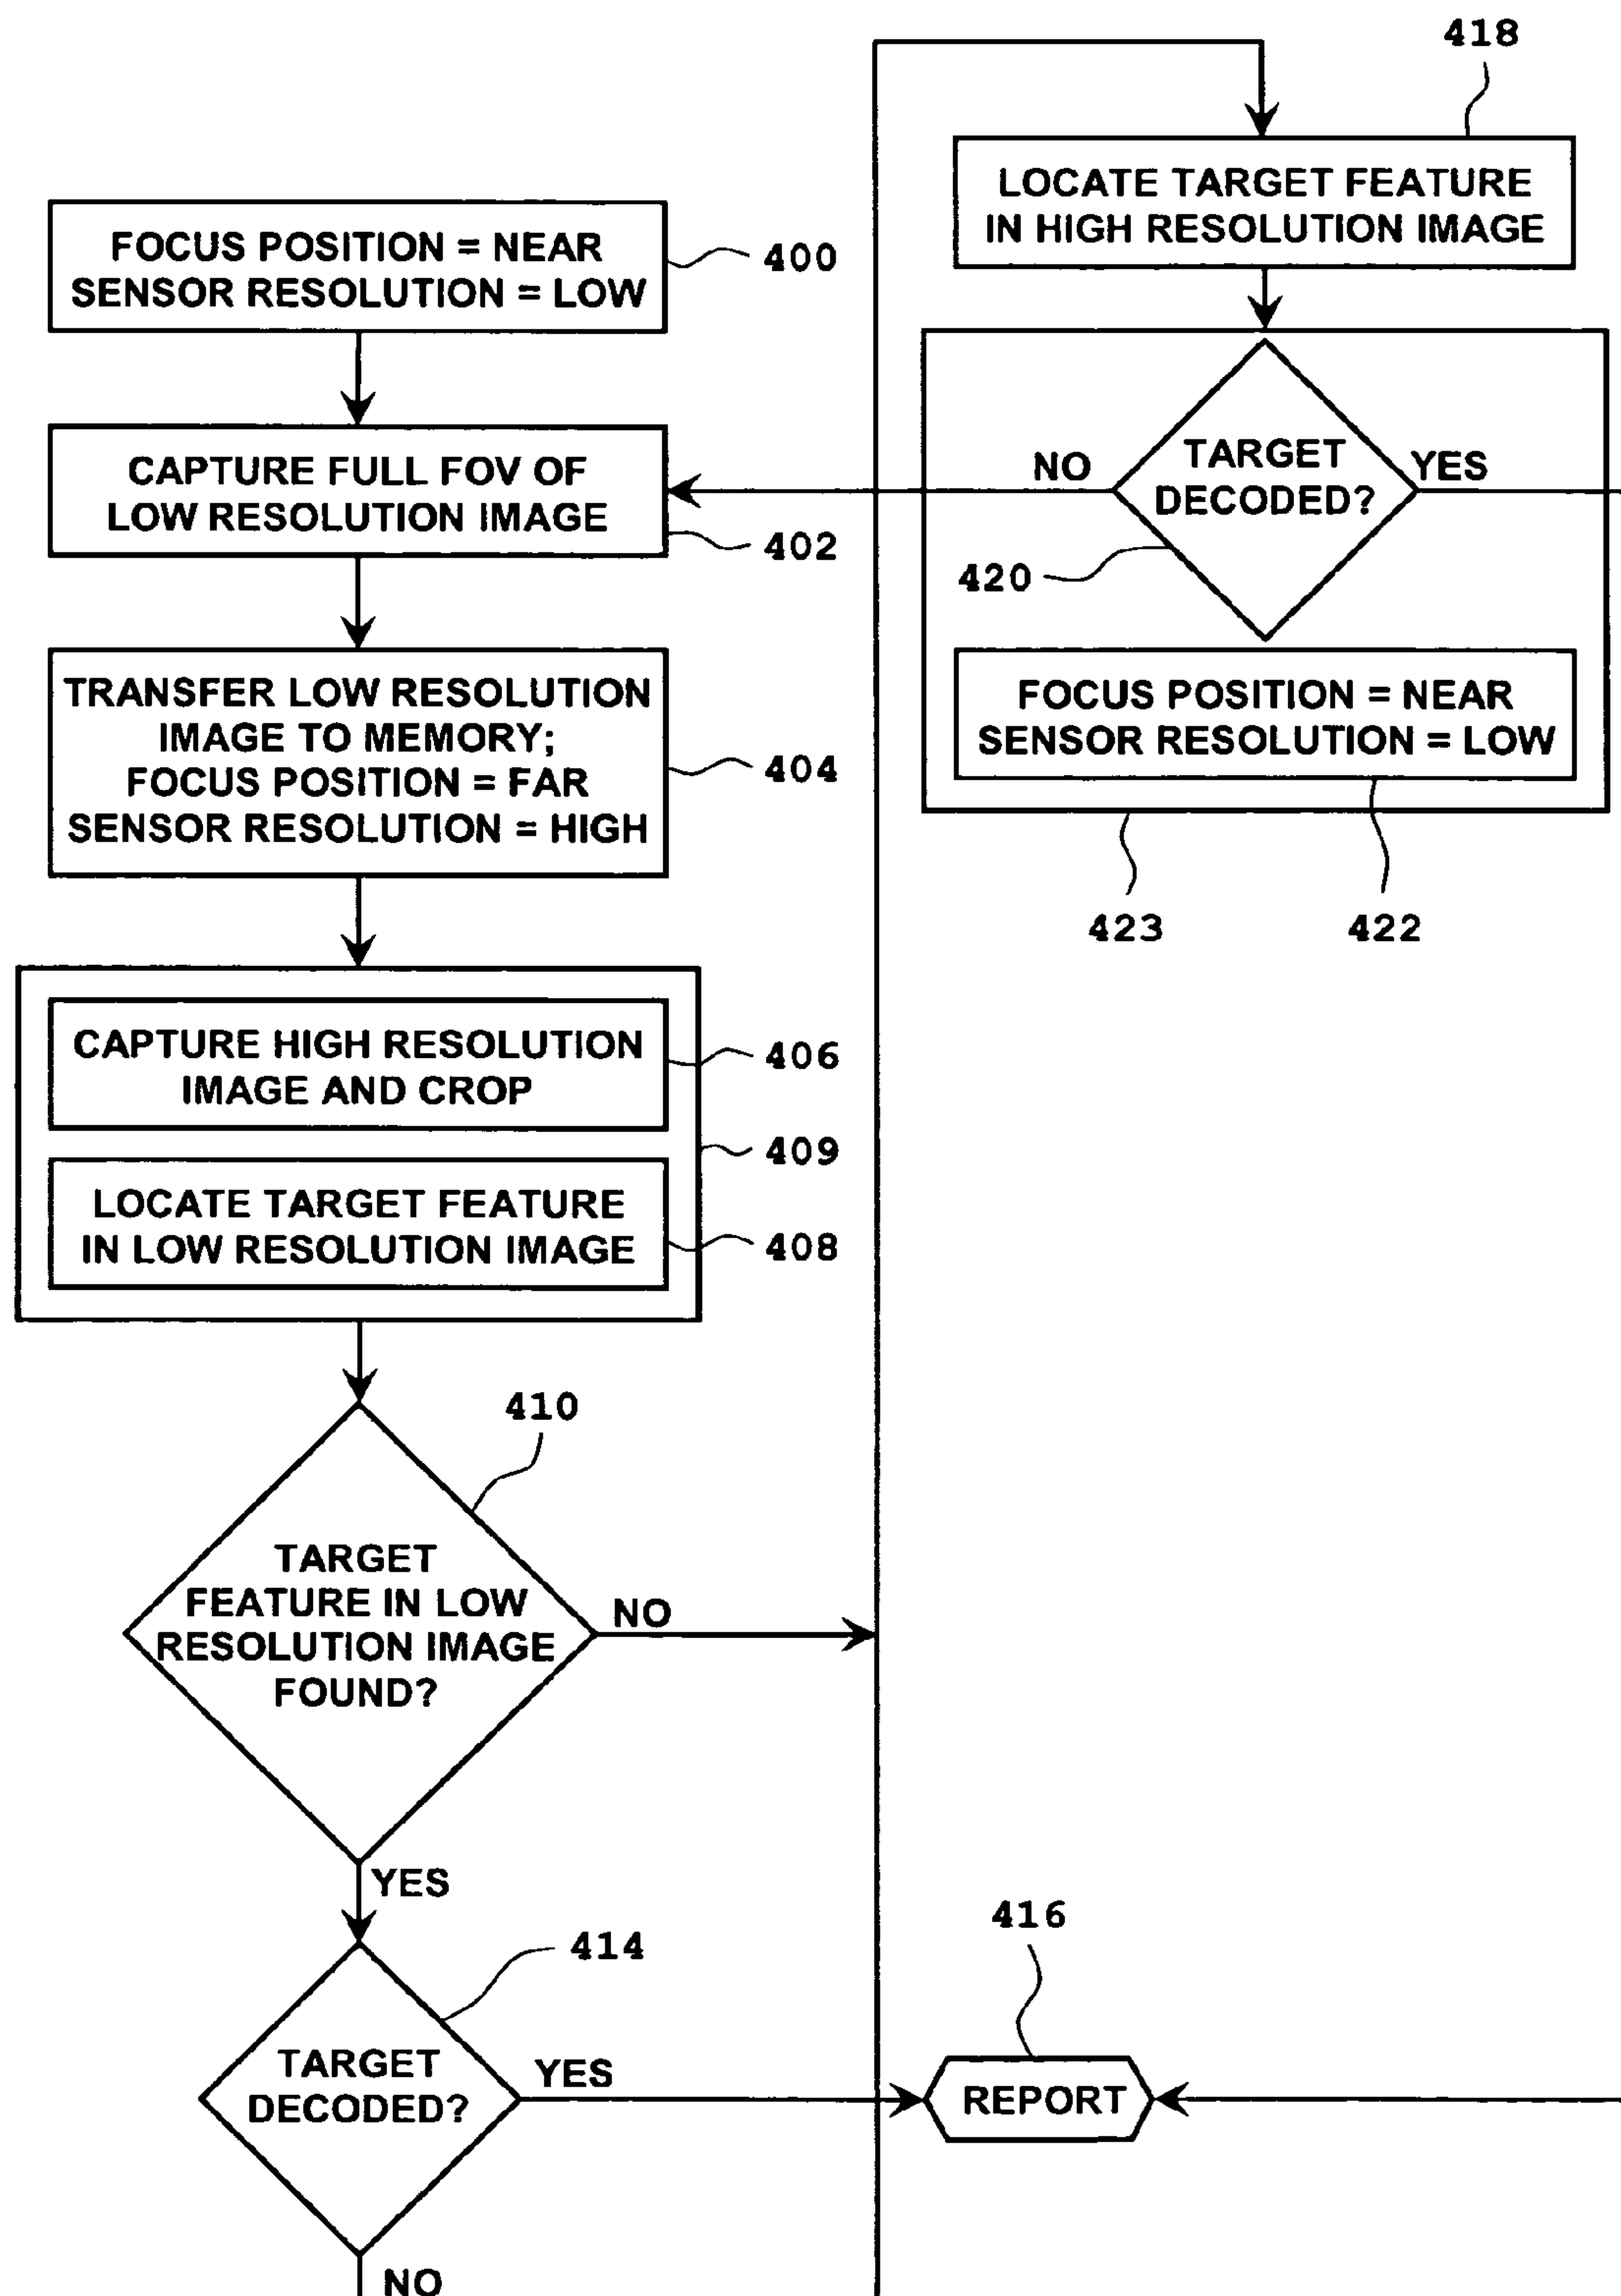 FOCUS POSITION = NEAR
SENSOR RESOLUTION = LOW
400
CAPTURE FULL FOV OF
LOW RESOLUTION IMAGE
402
TRANSFER LOW RESOLUTION
IMAGE TO MEMORY;
FOCUS POSITION = FAR
SENSOR RESOLUTION = HIGH
404
CAPTURE HIGH RESOLUTION
IMAGE AND CROP
406
409
LOCATE TARGET FEATURE
IN LOW RESOLUTION IMAGE
408
410
TARGET
FEATURE IN LOW
RESOLUTION IMAGE
FOUND?
NO
YES
414
TARGET
DECODED?
YES
NO
416
REPORT
418
LOCATE TARGET FEATURE
IN HIGH RESOLUTION IMAGE
NO
TARGET
DECODED?
YES
420
FOCUS POSITION = NEAR
SENSOR RESOLUTION = LOW
423
422